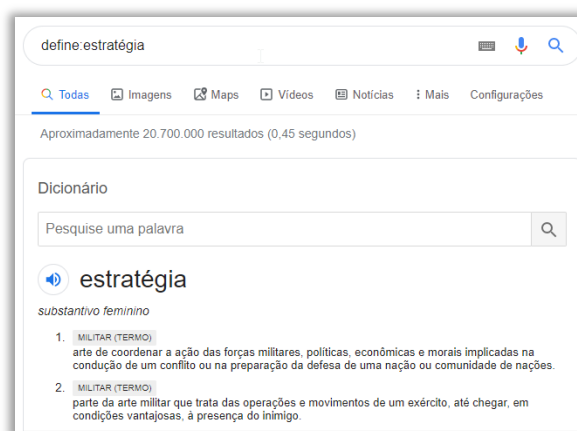 define:estratégia
Todas Imagens Maps Vídeos Notícias Mais Configurações
Aproximadamente 20.700.000 resultados (0,45 segundos)
Dicionário
Pesquise uma palavra
estratégia
substantivo feminino
1. MILITAR (TERMO)
arte de coordenar a ação das forças militares, políticas, econômicas e morais implicadas na
condução de um conflito ou na preparação da defesa de uma nação ou comunidade de nações.
2. MILITAR (TERMO)
parte da arte militar que trata das operações e movimentos de um exército, até chegar, em
condições vantajosas, à presença do inimigo.